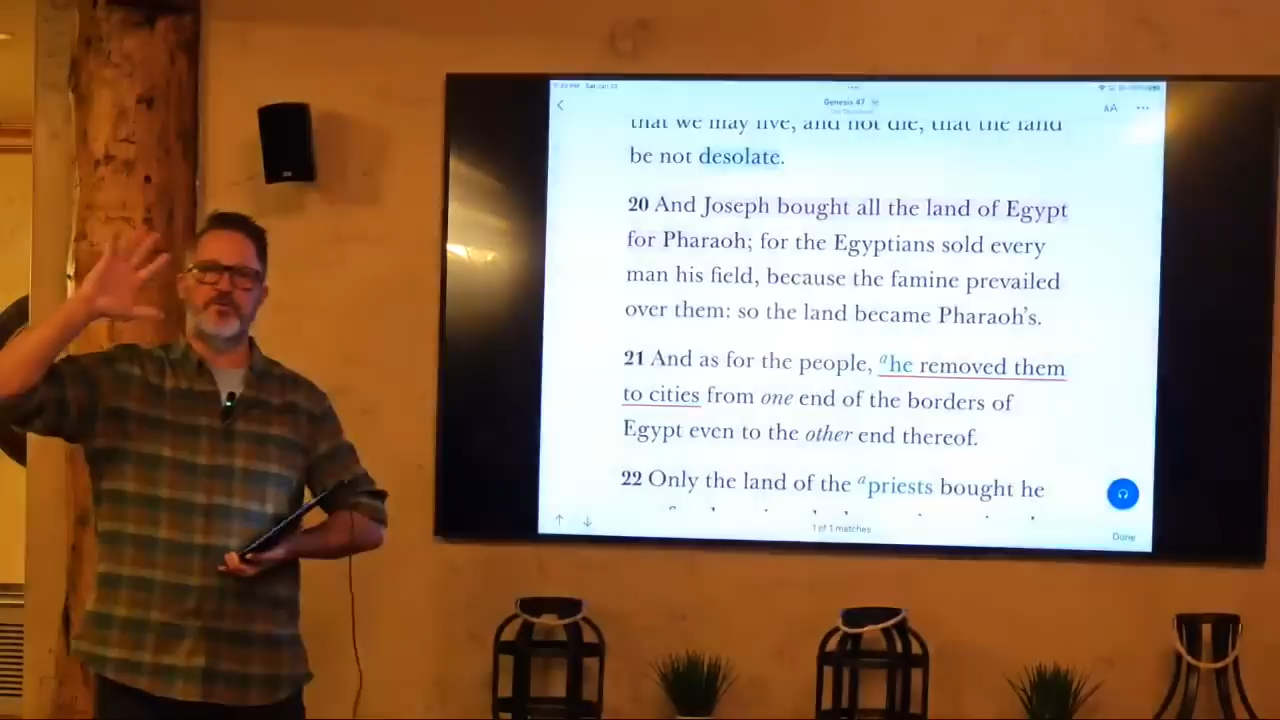 Sat Jan
Genesis 47
AA
that we may live, and not die, that the land
be not desolate.
20 And Joseph bought all the land of Egypt
for Pharaoh; for the Egyptians sold every
man his field, because the famine prevailed
over them: so the land became Pharaoh's.
21 And as for the people, a he removed them
to cities from one end of the borders of
Egypt even to the other end thereof.
22 Only the land of the a priests bought he
1 of 1 matches
Done